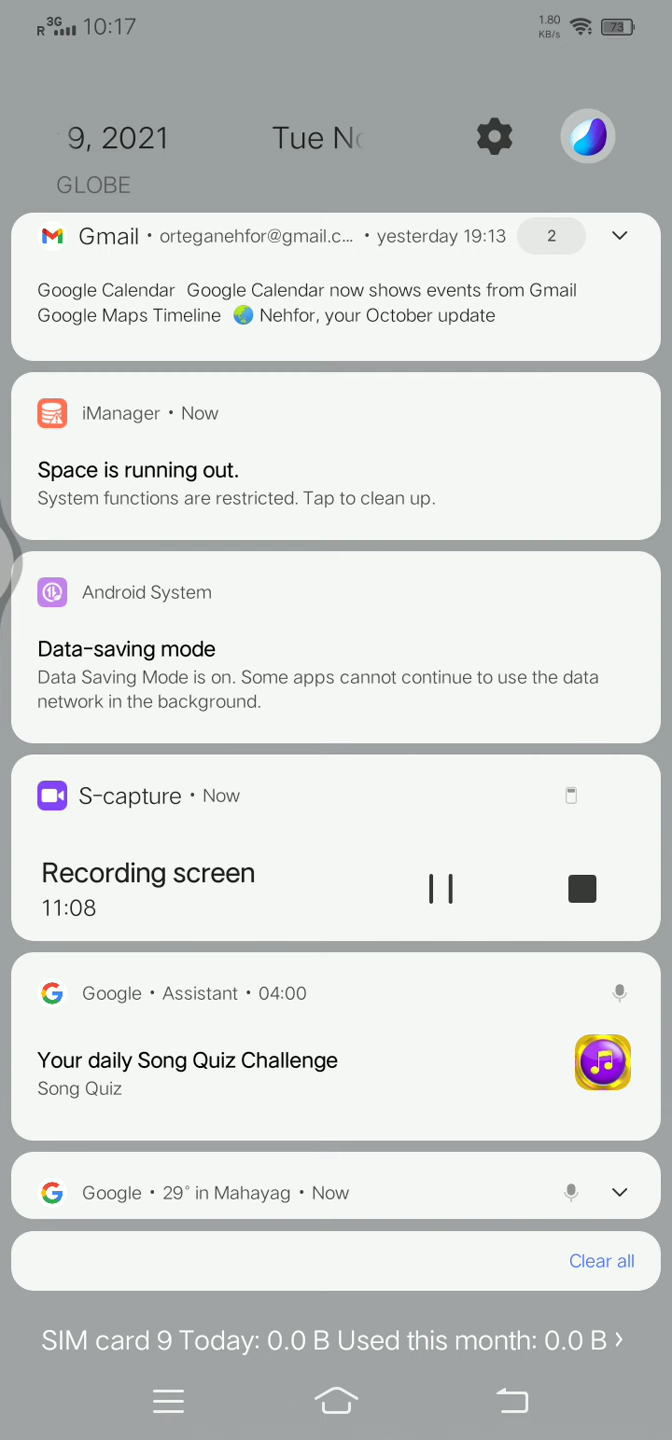 R 3G 10:17 1.80 KB/s 73
9, 2021 Tue No
GLOBE
Gmail • orteganehfor@gmail.c... • yesterday 19:13 2
Google Calendar Google Calendar now shows events from Gmail
Google Maps Timeline 🌏 Nehfor, your October update
iManager • Now
Space is running out.
System functions are restricted. Tap to clean up.
Android System
Data-saving mode
Data Saving Mode is on. Some apps cannot continue to use the data
network in the background.
S-capture • Now
Recording screen
11:08
Google • Assistant • 04:00
Your daily Song Quiz Challenge
Song Quiz
Google • 29° in Mahayag • Now
Clear all
SIM card 9 Today: 0.0 B Used this month: 0.0 B ›